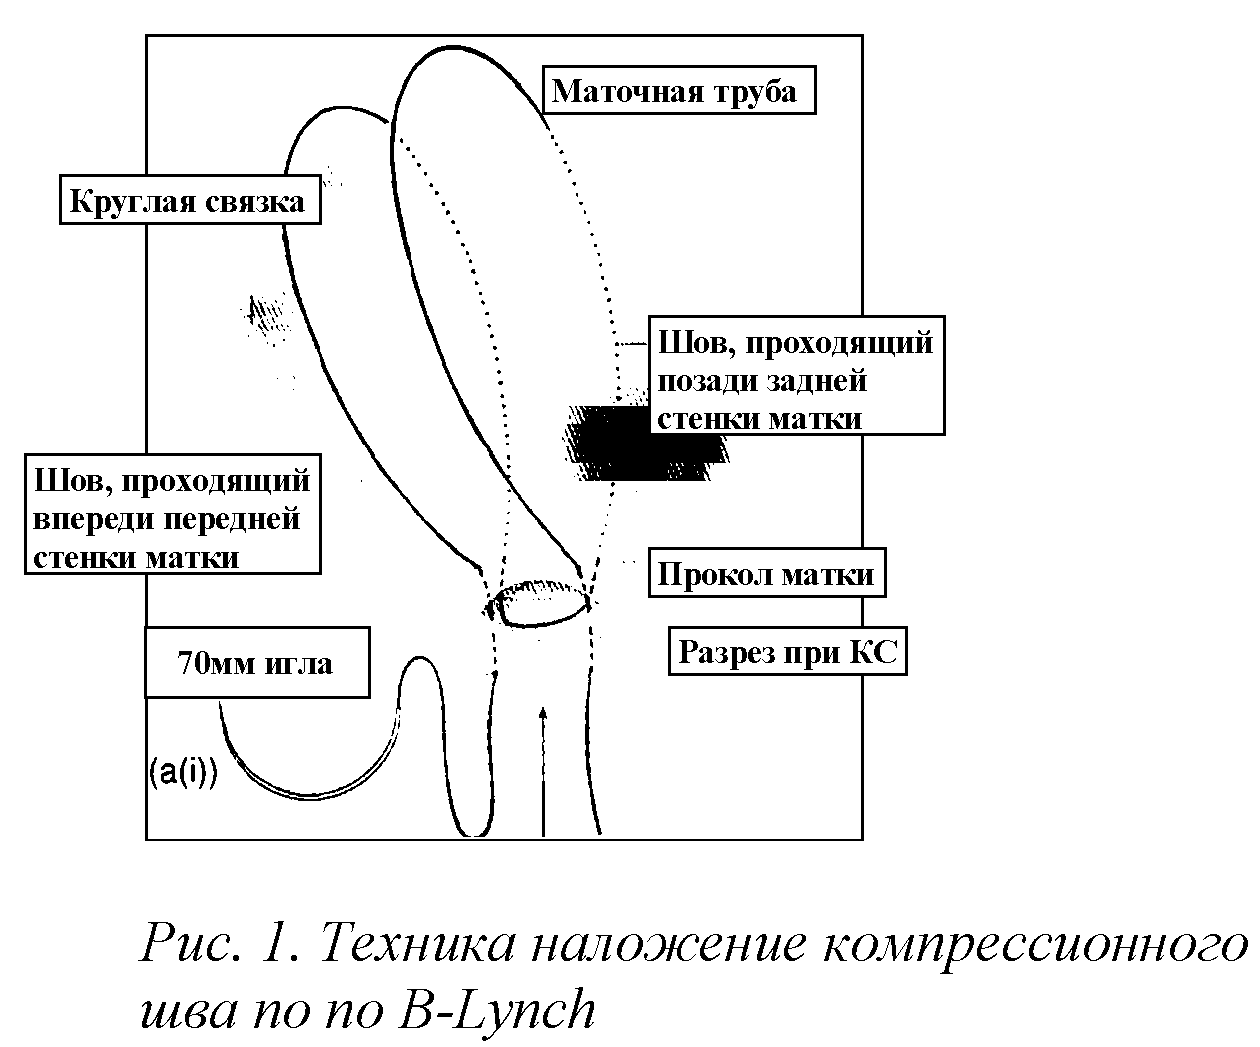 Маточная труба
Круглая связка
Шов, проходящий
позади задней
стенки матки
Шов, проходящий
впереди передней
стенки матки
Прокол матки
Разрез при КС
70мм игла
(a(i))
Рис. 1. Техника наложение компрессионного
шва по по B-Lynch